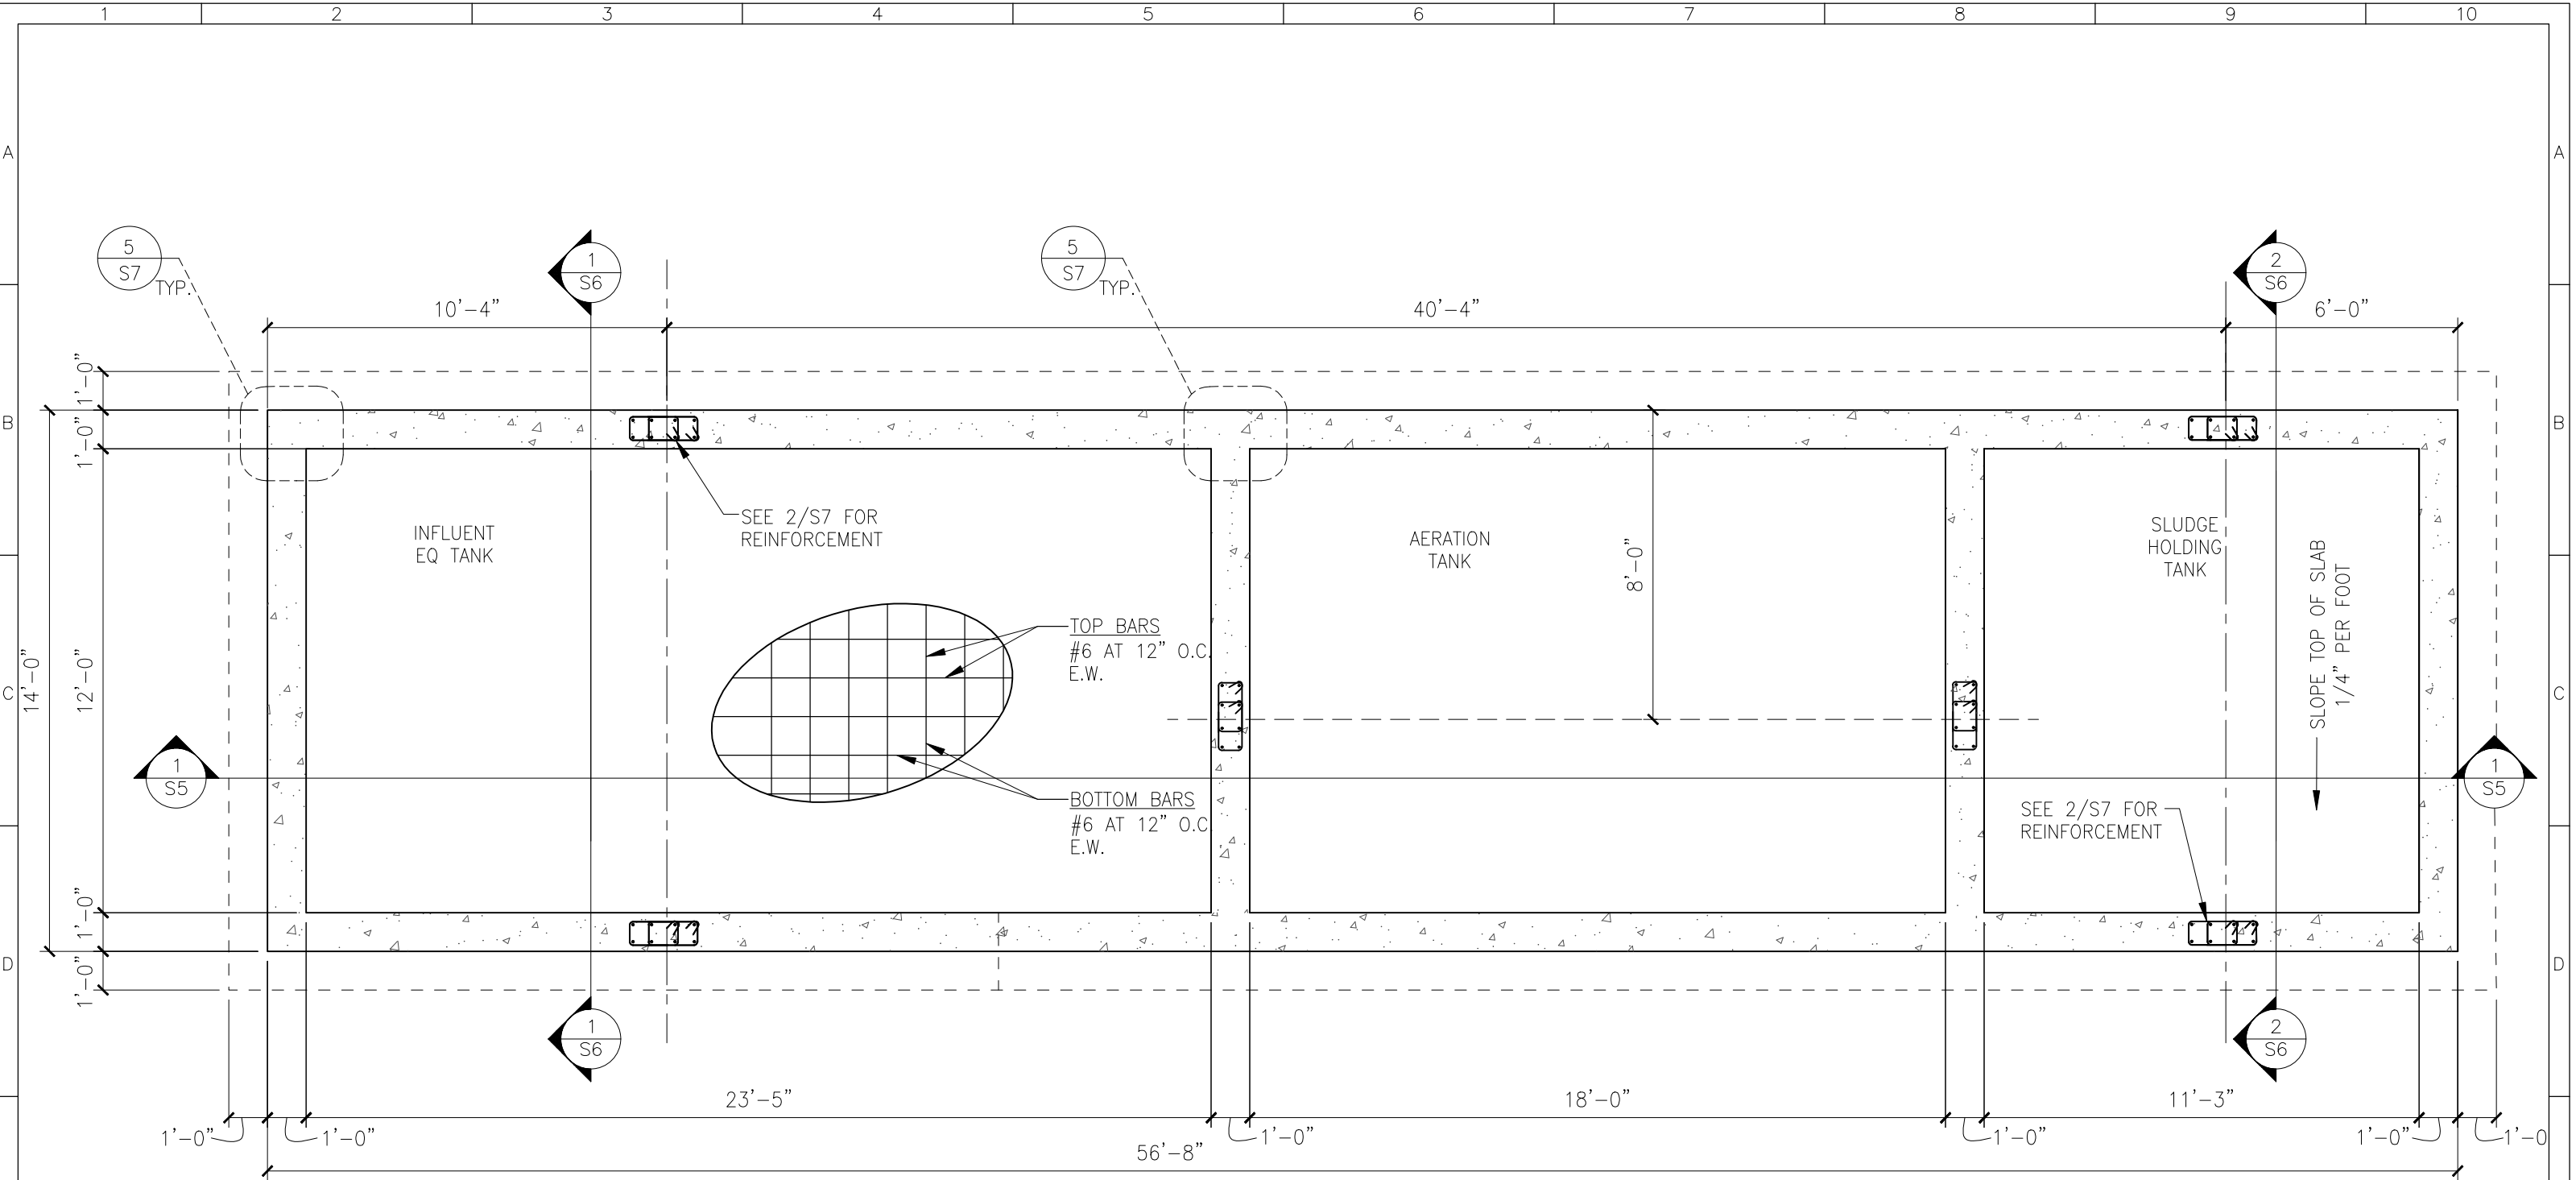 1 2 3 4 5 6 7 8 9 10
A
A
5
S7
TYP.
1
S6
5
S7
TYP.
2
S6
10'-4"
40'-4"
6'-0"
1'-0"
B
B
1'-0"
SEE 2/S7 FOR
REINFORCEMENT
INFLUENT
EQ TANK
AERATION
TANK
SLUDGE
HOLDING
TANK
8'-0"
SLOPE TOP OF SLAB
1/4" PER FOOT
TOP BARS
#6 AT 12" O.C.
E.W.
C
14'-0"
12'-0"
C
1
S5
1
S5
BOTTOM BARS
#6 AT 12" O.C
E.W.
SEE 2/S7 FOR
REINFORCEMENT
1'-0"
D
D
1'-0"
1
S6
2
S6
23'-5"
18'-0"
11'-3"
1'-0"
1'-0"
1'-0"
1'-0"
1'-0"
1'-0
56'-8"